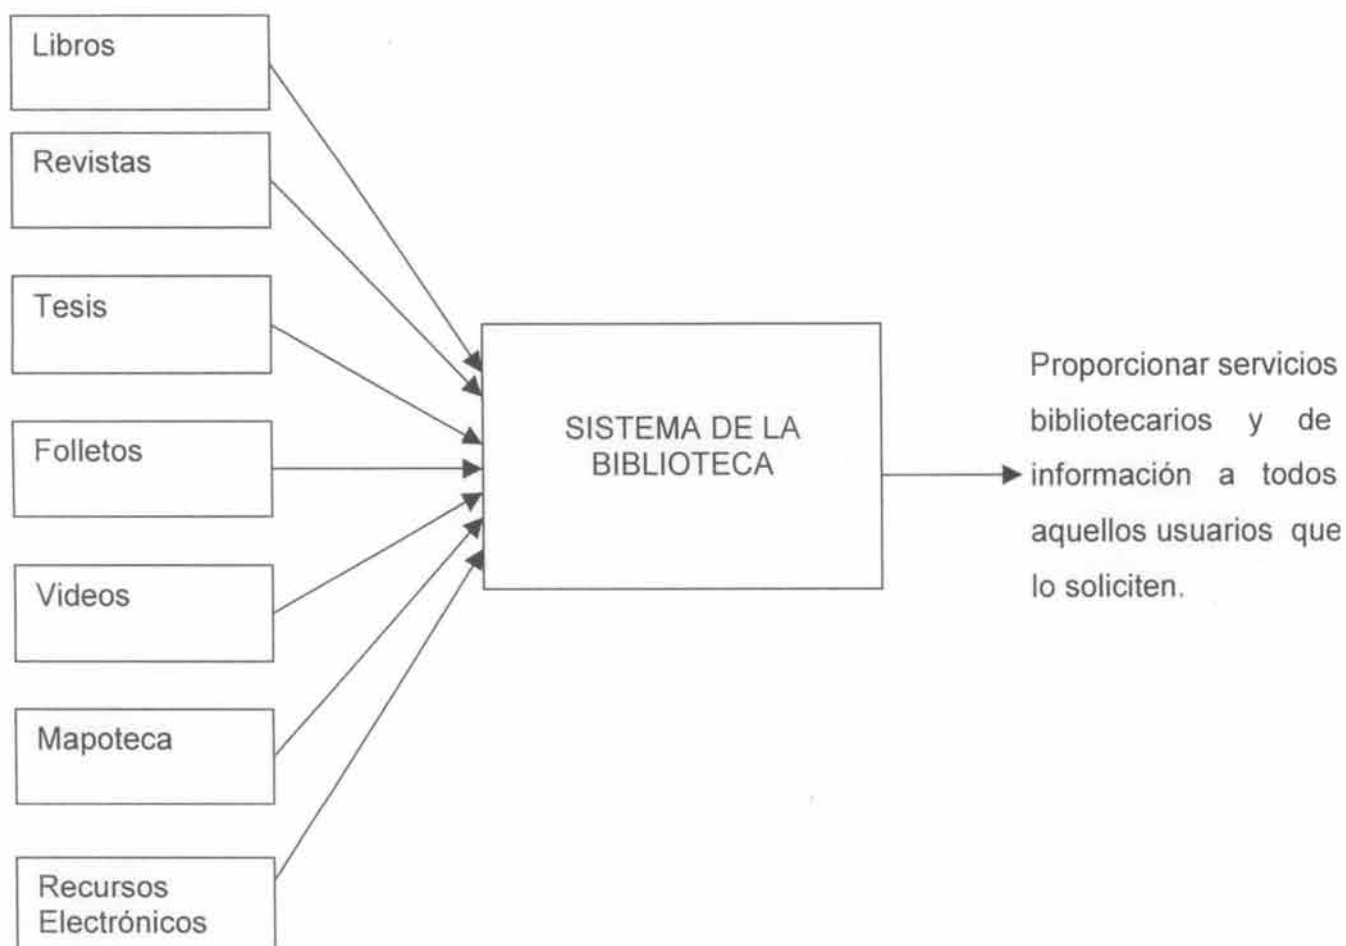 Libros
Revistas
Tesis
Folletos
Videos
Mapoteca
Recursos
Electrónicos
SISTEMA DE LA
BIBLIOTECA
Proporcionar servicios
bibliotecarios y de
información a todos
aquellos usuarios que
lo soliciten.